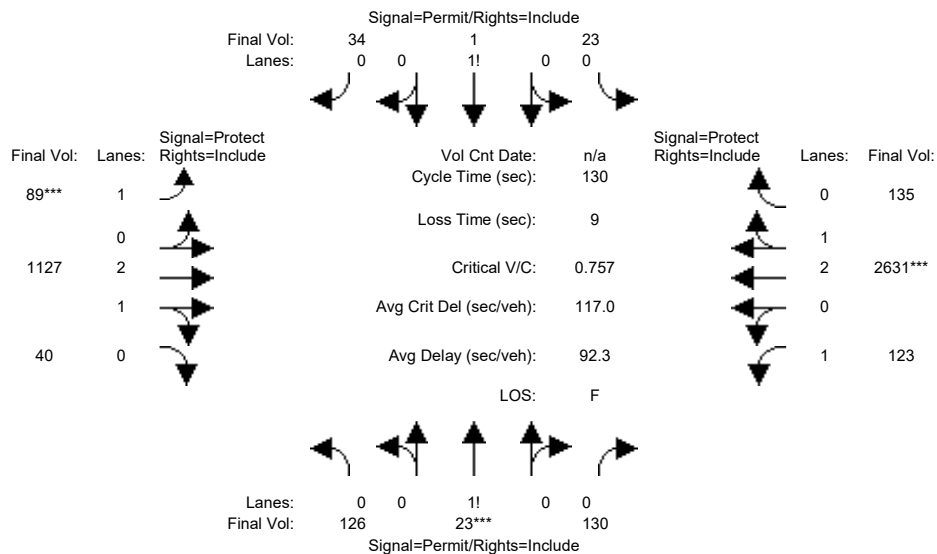 Signal=Permit/Rights=Include
Final Vol: 34 1 23
Lanes: 0 0 1! 0 0
Signal=Protect
Final Vol: Lanes: Rights=Include
Vol Cnt Date: n/a
Signal=Protect
Rights=Include Lanes: Final Vol:
Cycle Time (sec): 130
89*** 1
0 135
Loss Time (sec): 9
0
1
1127 2
Critical V/C: 0.757
2 2631***
1
Avg Crit Del (sec/veh): 117.0
0
40 0
Avg Delay (sec/veh): 92.3
1 123
LOS: F
Lanes: 0 0 1! 0 0
Final Vol: 126 23*** 130
Signal=Permit/Rights=Include